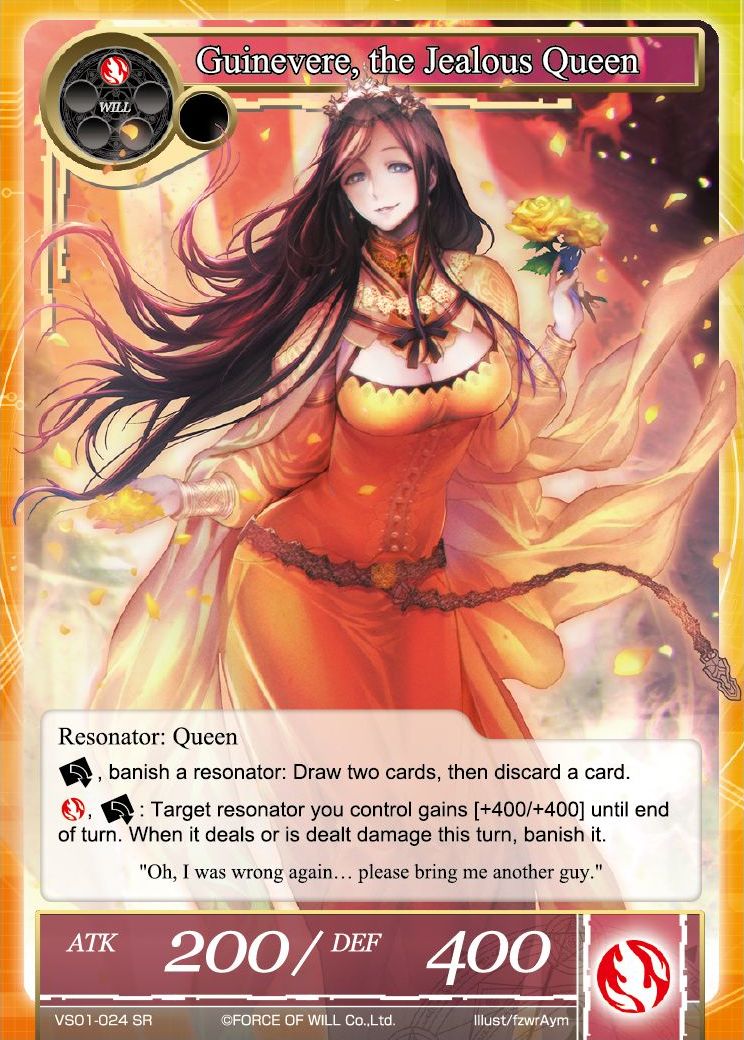 Guinevere, the Jealous Queen
WILL
Resonator: Queen
, banish a resonator: Draw two cards, then discard a card.
, : Target resonator you control gains [+400/+400] until end
of turn. When it deals or is dealt damage this turn, banish it.
"Oh, I was wrong again… please bring me another guy."
ATK 200/ DEF 400
VS01-024 SR ©FORCE OF WILL Co.,Ltd. Illust/fzwrAym